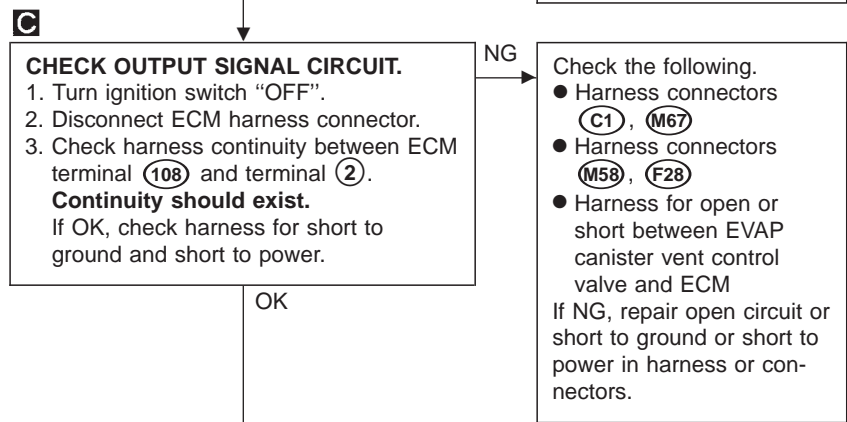 C
CHECK OUTPUT SIGNAL CIRCUIT.
1. Turn ignition switch “OFF”.
2. Disconnect ECM harness connector.
3. Check harness continuity between ECM
terminal 108 and terminal 2.
Continuity should exist.
If OK, check harness for short to
ground and short to power.
NG
Check the following.
● Harness connectors
C1, M67
● Harness connectors
M58, F28
● Harness for open or
short between EVAP
canister vent control
valve and ECM
If NG, repair open circuit or
short to ground or short to
power in harness or con-
nectors.
OK